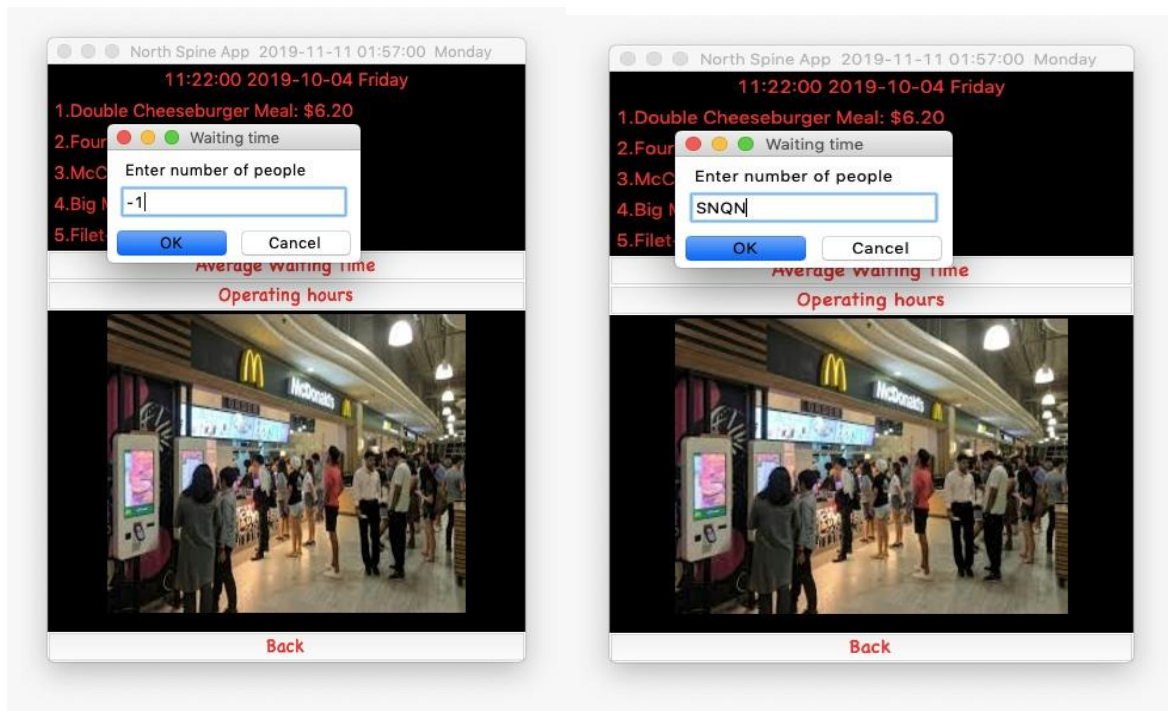 North Spine App 2019-11-11 01:57:00 Monday
11:22:00 2019-10-04 Friday
1.Double Cheeseburger Meal: $6.20
2.Four
3.McC
4.Big
5.Filet-
Waiting time
Enter number of people
-1
OK Cancel
Average Waiting Time
Operating hours
McDonald's
ORDER
Back
North Spine App 2019-11-11 01:57:00 Monday
11:22:00 2019-10-04 Friday
1.Double Cheeseburger Meal: $6.20
2.Four
3.McC
4.Big
5.Filet-
Waiting time
Enter number of people
SNQN
OK Cancel
Average Waiting Time
Operating hours
McDonald's
Back